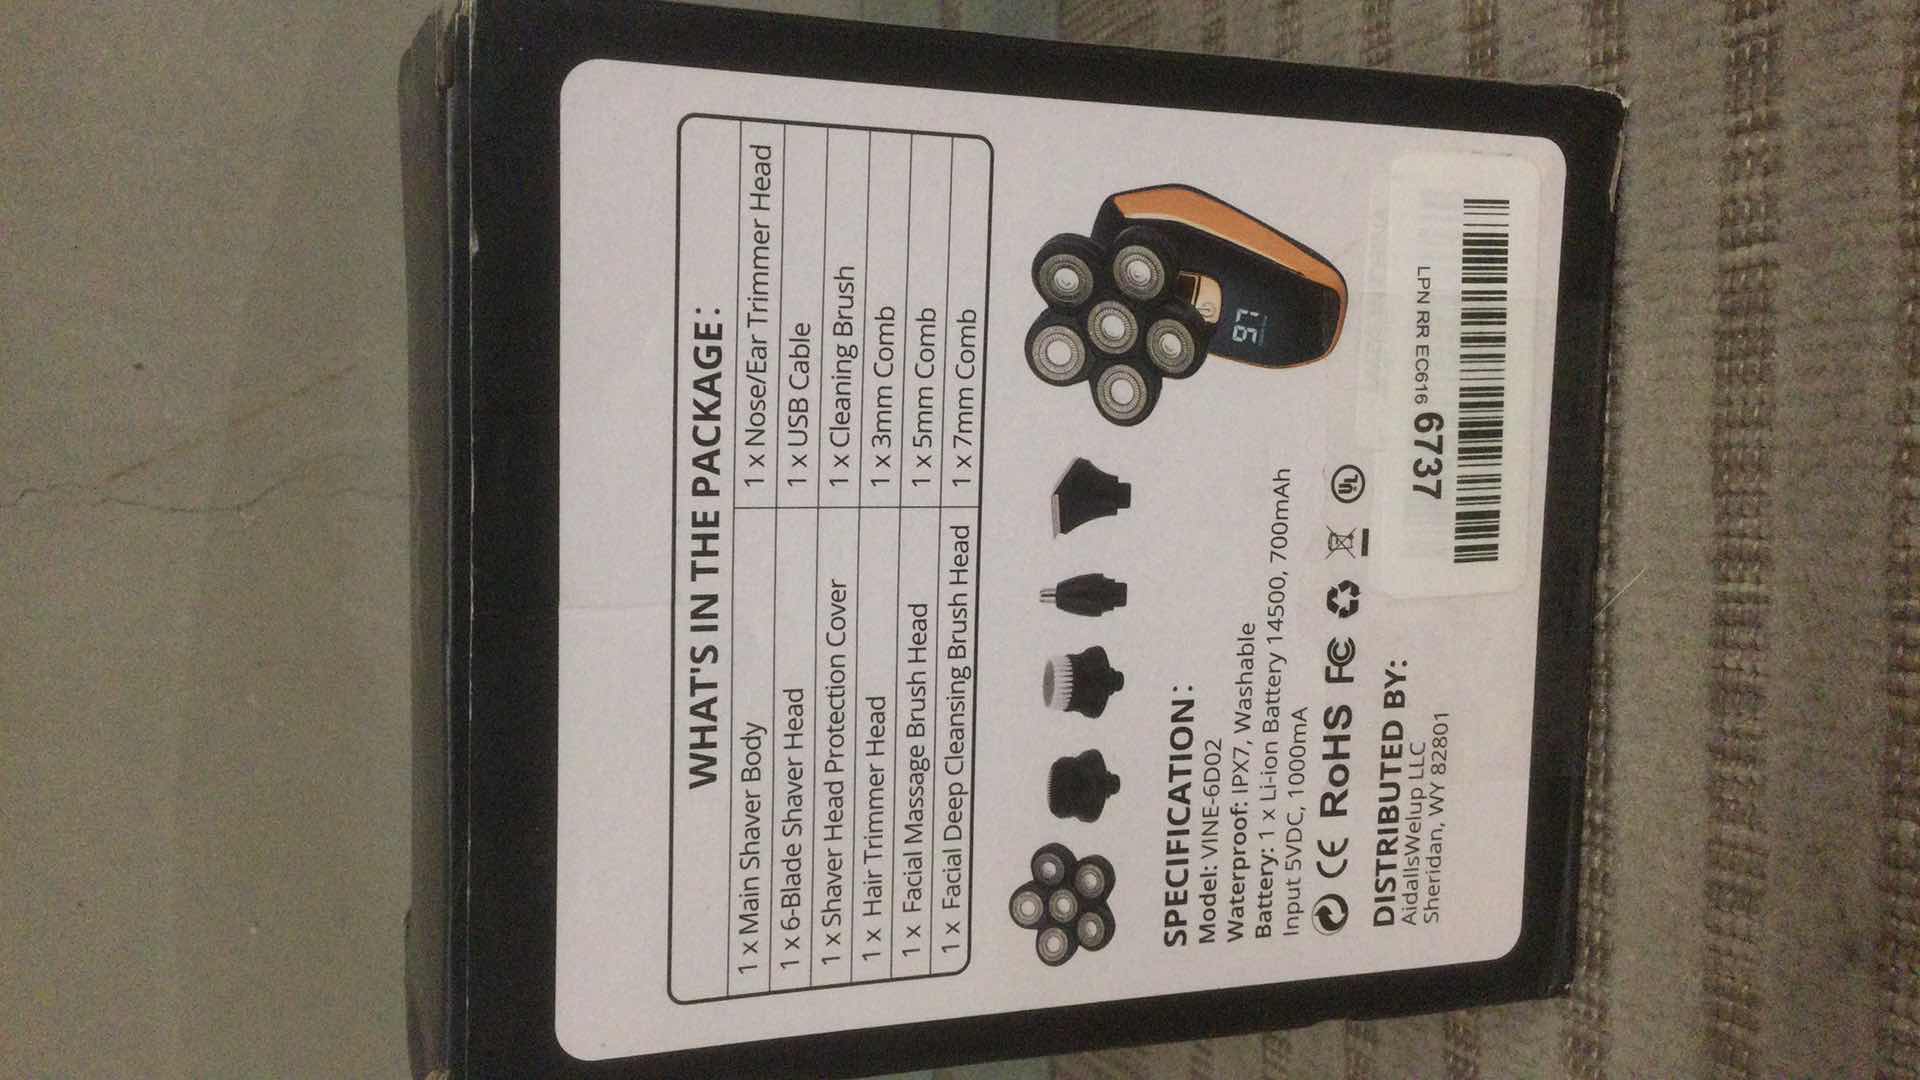 WHAT'S IN THE PACKAGE:
1 x Main Shaver Body 1 x Nose/Ear Trimmer Head
1 x 6-Blade Shaver Head 1 x USB Cable
1 x Shaver Head Protection Cover 1 x Cleaning Brush
1 x Hair Trimmer Head 1 x 3mm Comb
1 x Facial Massage Brush Head 1 x 5mm Comb
1 x Facial Deep Cleansing Brush Head 1 x 7mm Comb
97
SPECIFICATION:
Model: VINE-6D02
Waterproof: IPX7, Washable
Battery: 1 x Li-ion Battery 14500, 700mAh
Input 5VDC, 1000mA
CE RoHS FC UL
DISTRIBUTED BY:
AidallsWelup LLC
Sheridan, WY 82801
LPN RR EC616 6737